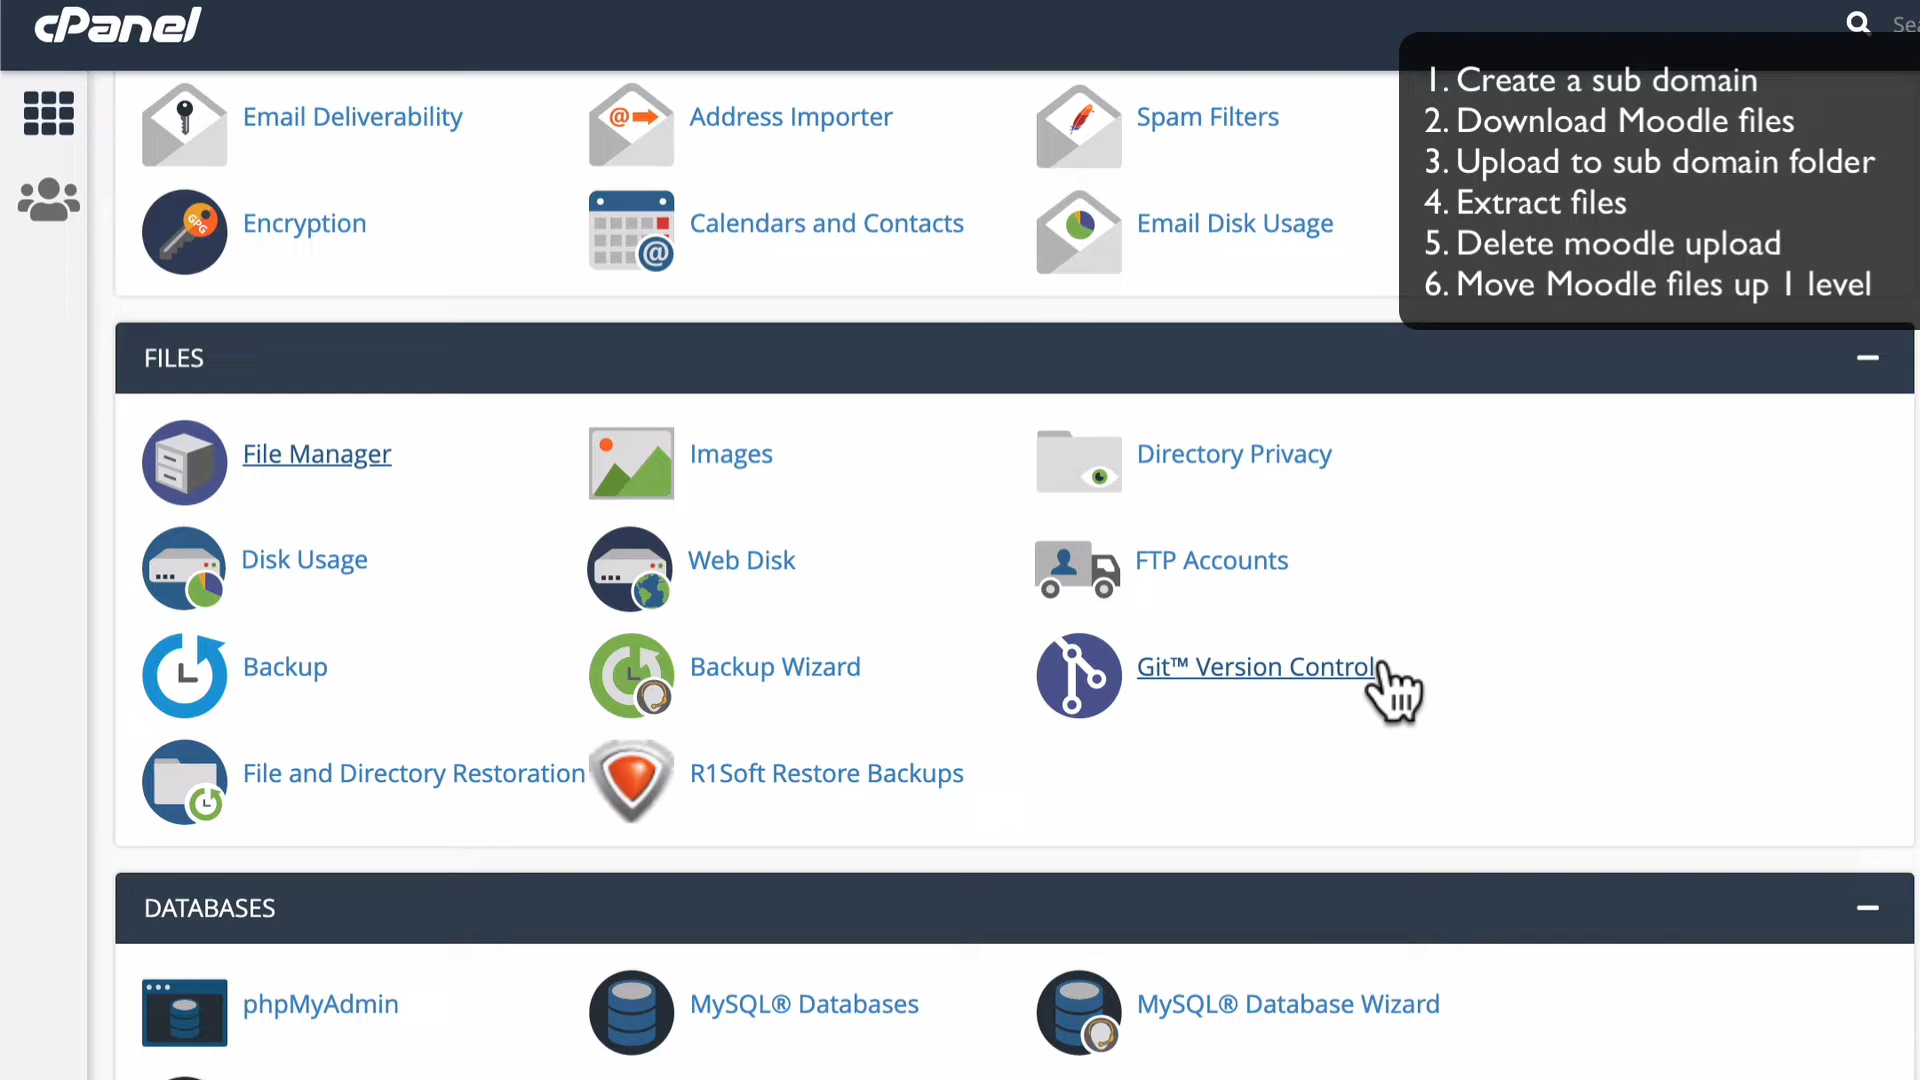 cPanel
Sea
1. Create a sub domain
2. Download Moodle files
3. Upload to sub domain folder
4. Extract files
5. Delete moodle upload
6. Move Moodle files up 1 level
Email Deliverability
Address Importer
Spam Filters
GPG
Encryption
Calendars and Contacts
Email Disk Usage
FILES
File Manager
Images
Directory Privacy
Disk Usage
Web Disk
FTP Accounts
Backup
Backup Wizard
Git™ Version Control
File and Directory Restoration
R1Soft Restore Backups
DATABASES
phpMyAdmin
MySQL® Databases
MySQL® Database Wizard